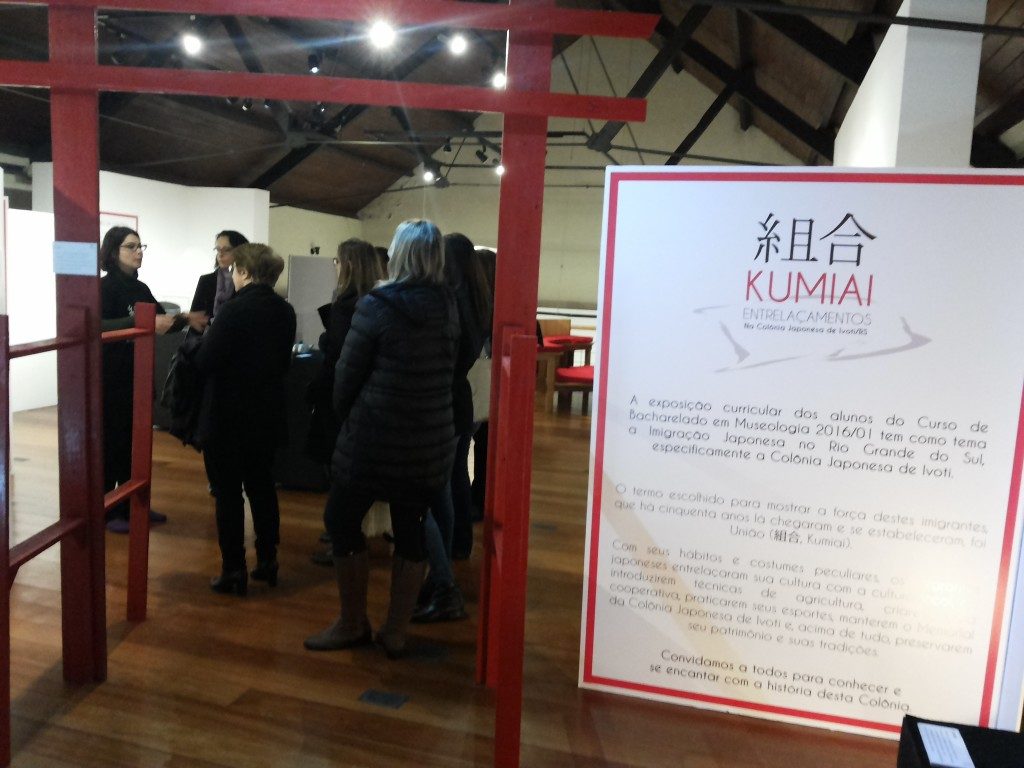 組合
KUMIAI
ENTRELAÇAMENTOS
Na Colônia Japonesa de Ivoti/RS
A exposição curricular dos alunos do Curso de
Bacharelado em Museologia 2016/01 tem como tema
a Imigração Japonesa no Rio Grande do Sul,
especificamente a Colônia Japonesa de Ivoti.
O termo escolhido para mostrar a força destes imigrantes,
que há cinquenta anos lá chegaram e se estabeleceram, foi
União (組合, Kumiai).
Com seus hábitos e costumes peculiares, os
japoneses entrelaçaram sua cultura com a cultura
introduzirem técnicas de agricultura,
cooperativa, praticarem seus esportes, manterem o Memorial
da Colônia Japonesa de Ivoti e, acima de tudo, preservarem
seu patrimônio e suas tradições.
Convidamos a todos para conhecer e
se encantar com a história desta Colônia.